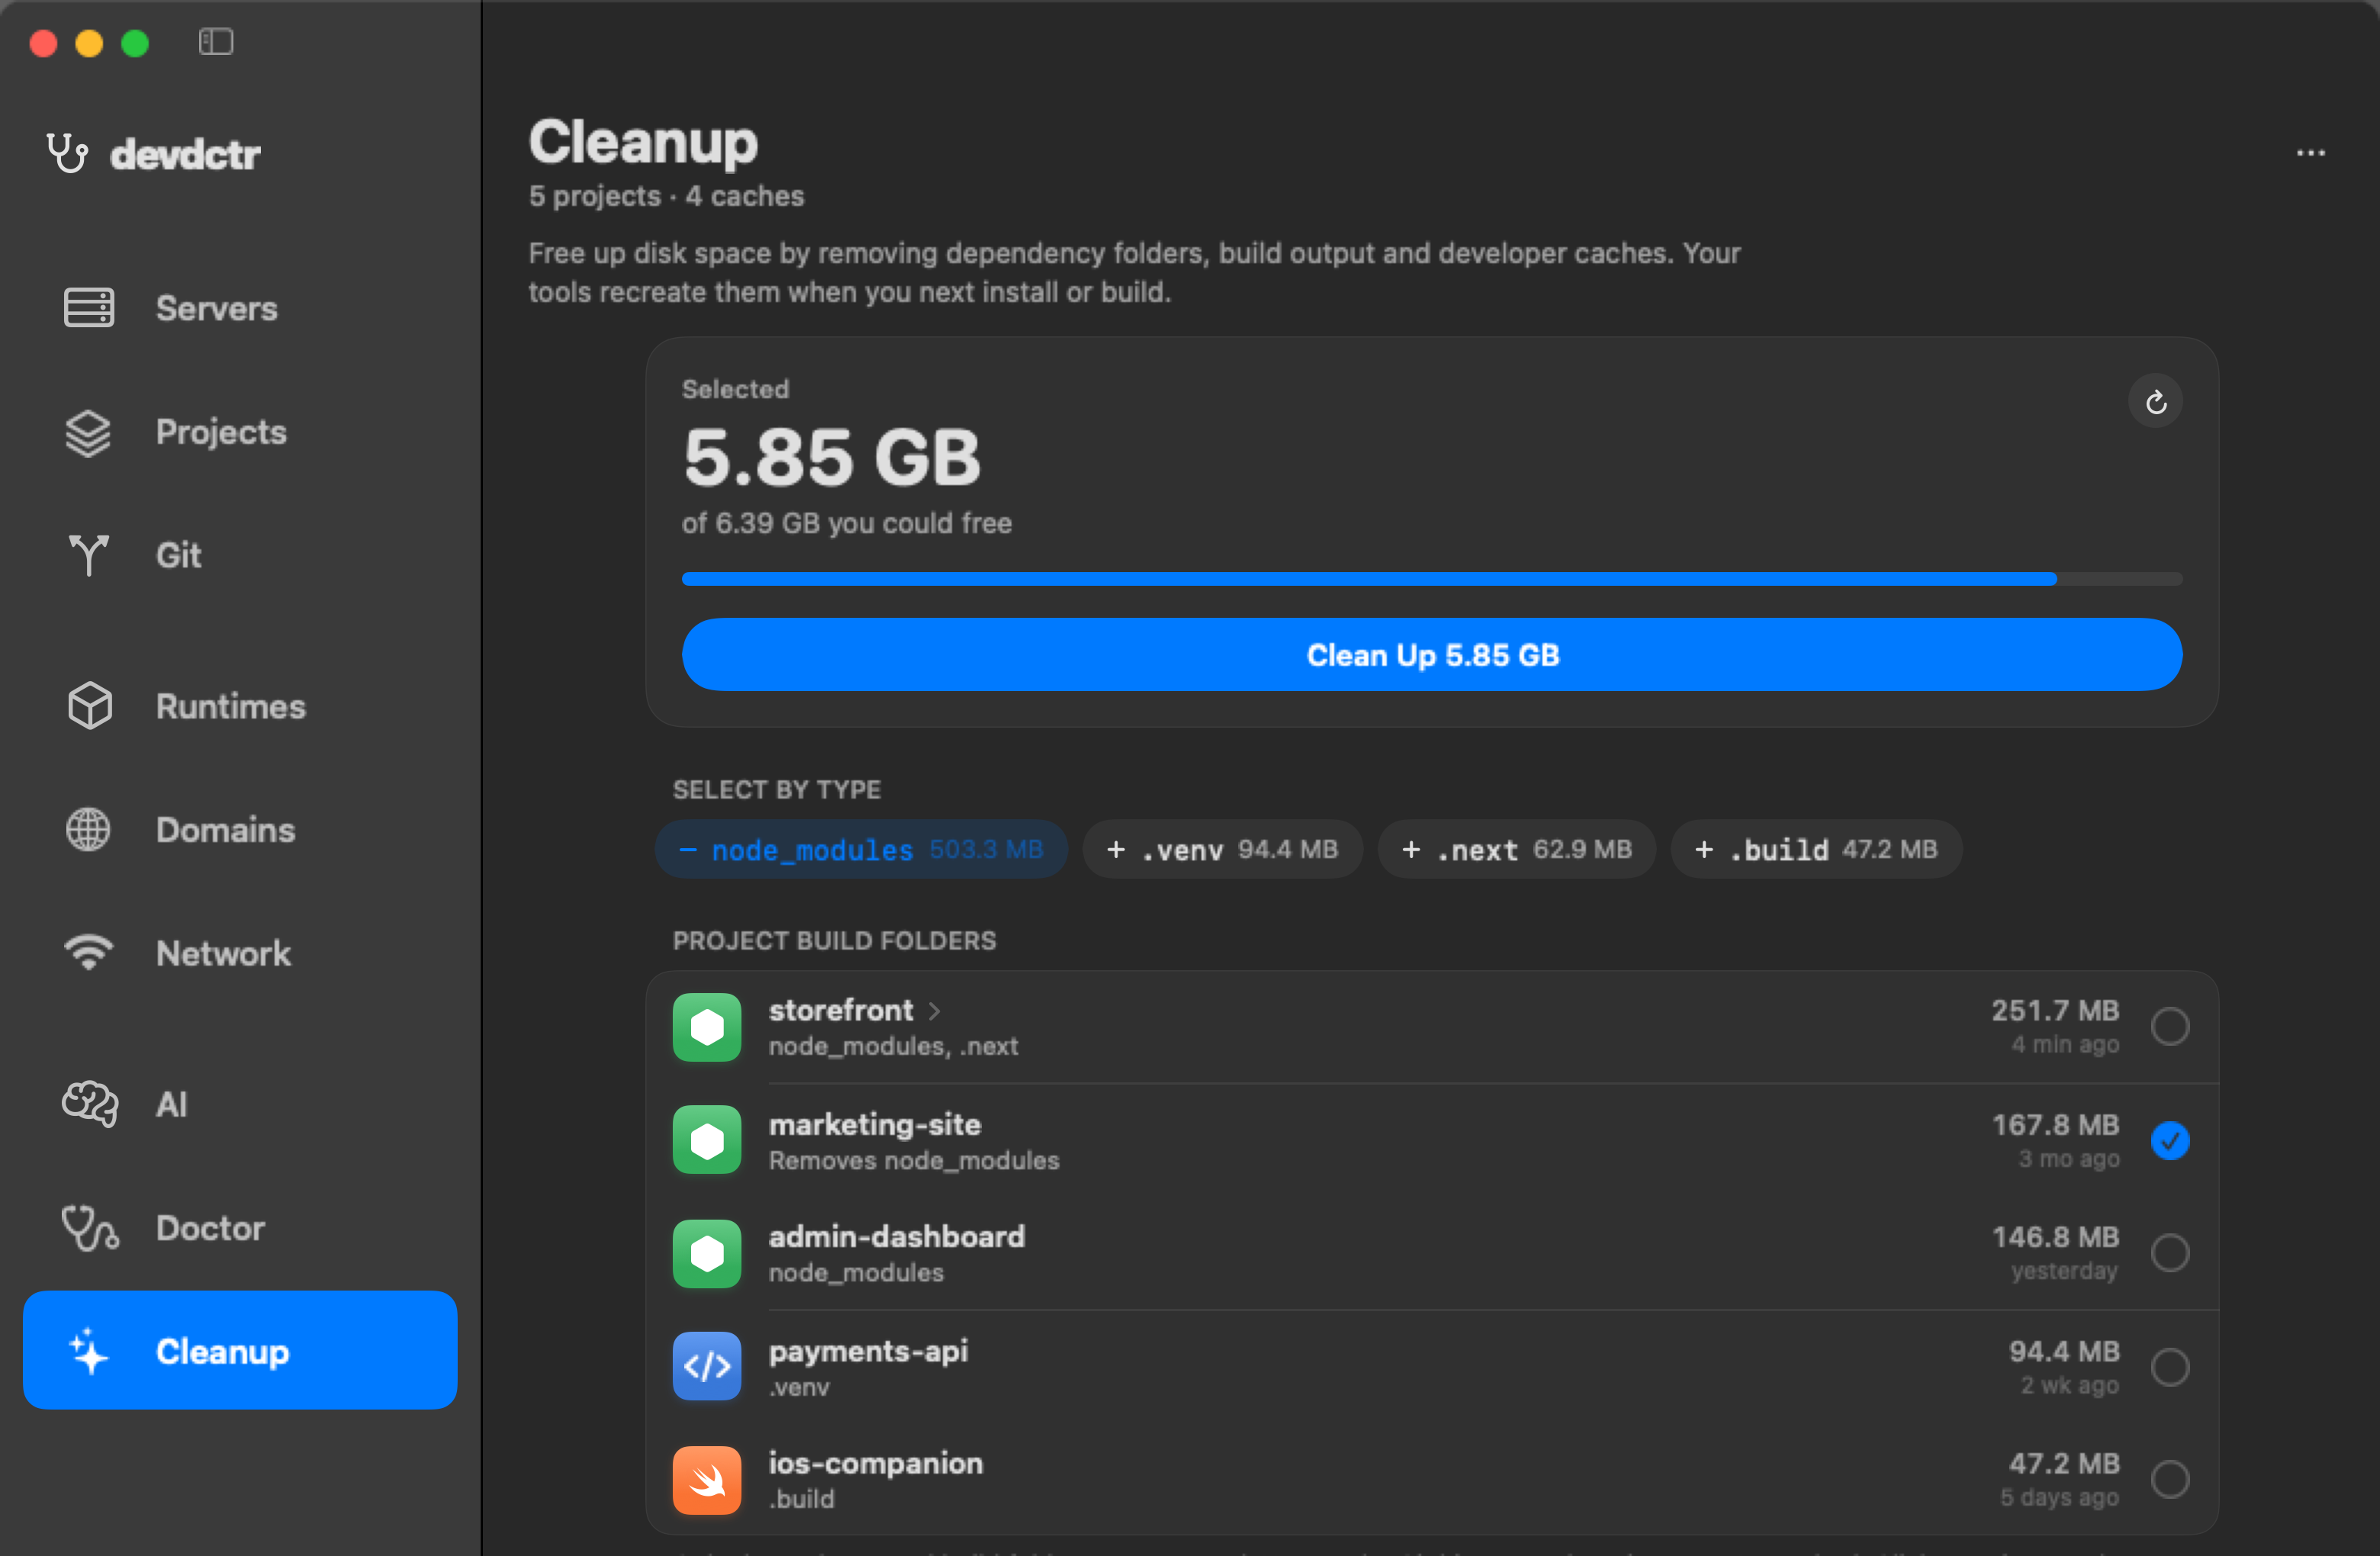 devdctr
Servers
Projects
Git
Runtimes
Domains
Network
AI
Doctor
Cleanup
Cleanup
5 projects · 4 caches
Free up disk space by removing dependency folders, build output and developer caches. Your
tools recreate them when you next install or build.
Selected
5.85 GB
of 6.39 GB you could free
Clean Up 5.85 GB
SELECT BY TYPE
− node_modules 503.3 MB + .venv 94.4 MB + .next 62.9 MB + .build 47.2 MB
PROJECT BUILD FOLDERS
storefront 251.7 MB
node_modules, .next 4 min ago
marketing-site 167.8 MB
Removes node_modules 3 mo ago
admin-dashboard 146.8 MB
node_modules yesterday
payments-api 94.4 MB
.venv 2 wk ago
ios-companion 47.2 MB
.build 5 days ago